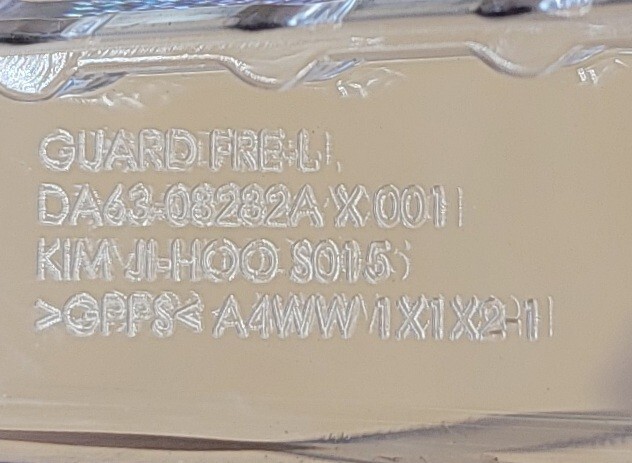 GUARD FRE-L
DA63-08282A X 001
KIM JI-HOO S015
>GPPS< A4WW 1X1X2-1